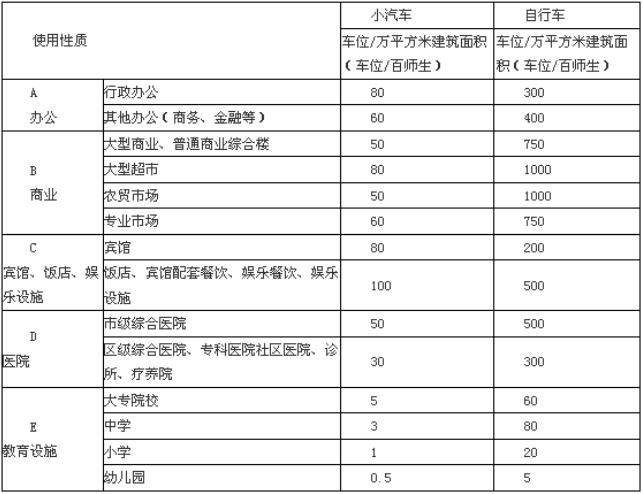 使用性质
小汽车
自行车
车位/万平方米建筑面积
（车位/百师生）
车位/万平方米建筑面
积（车位/百师生）
A
办公
行政办公
80
300
其他办公（商务、金融等）
60
400
B
商业
大型商业、普通商业综合楼
50
750
大型超市
80
1000
农贸市场
50
1000
专业市场
60
750
C
宾馆、饭店、娱
乐设施
宾馆
80
200
饭店、宾馆配套餐饮、娱乐餐饮、娱乐
设施
100
500
D
医院
市级综合医院
50
500
区级综合医院、专科医院社区医院、诊
所、疗养院
30
300
E
教育设施
大专院校
5
60
中学
3
80
小学
1
20
幼儿园
0.5
5